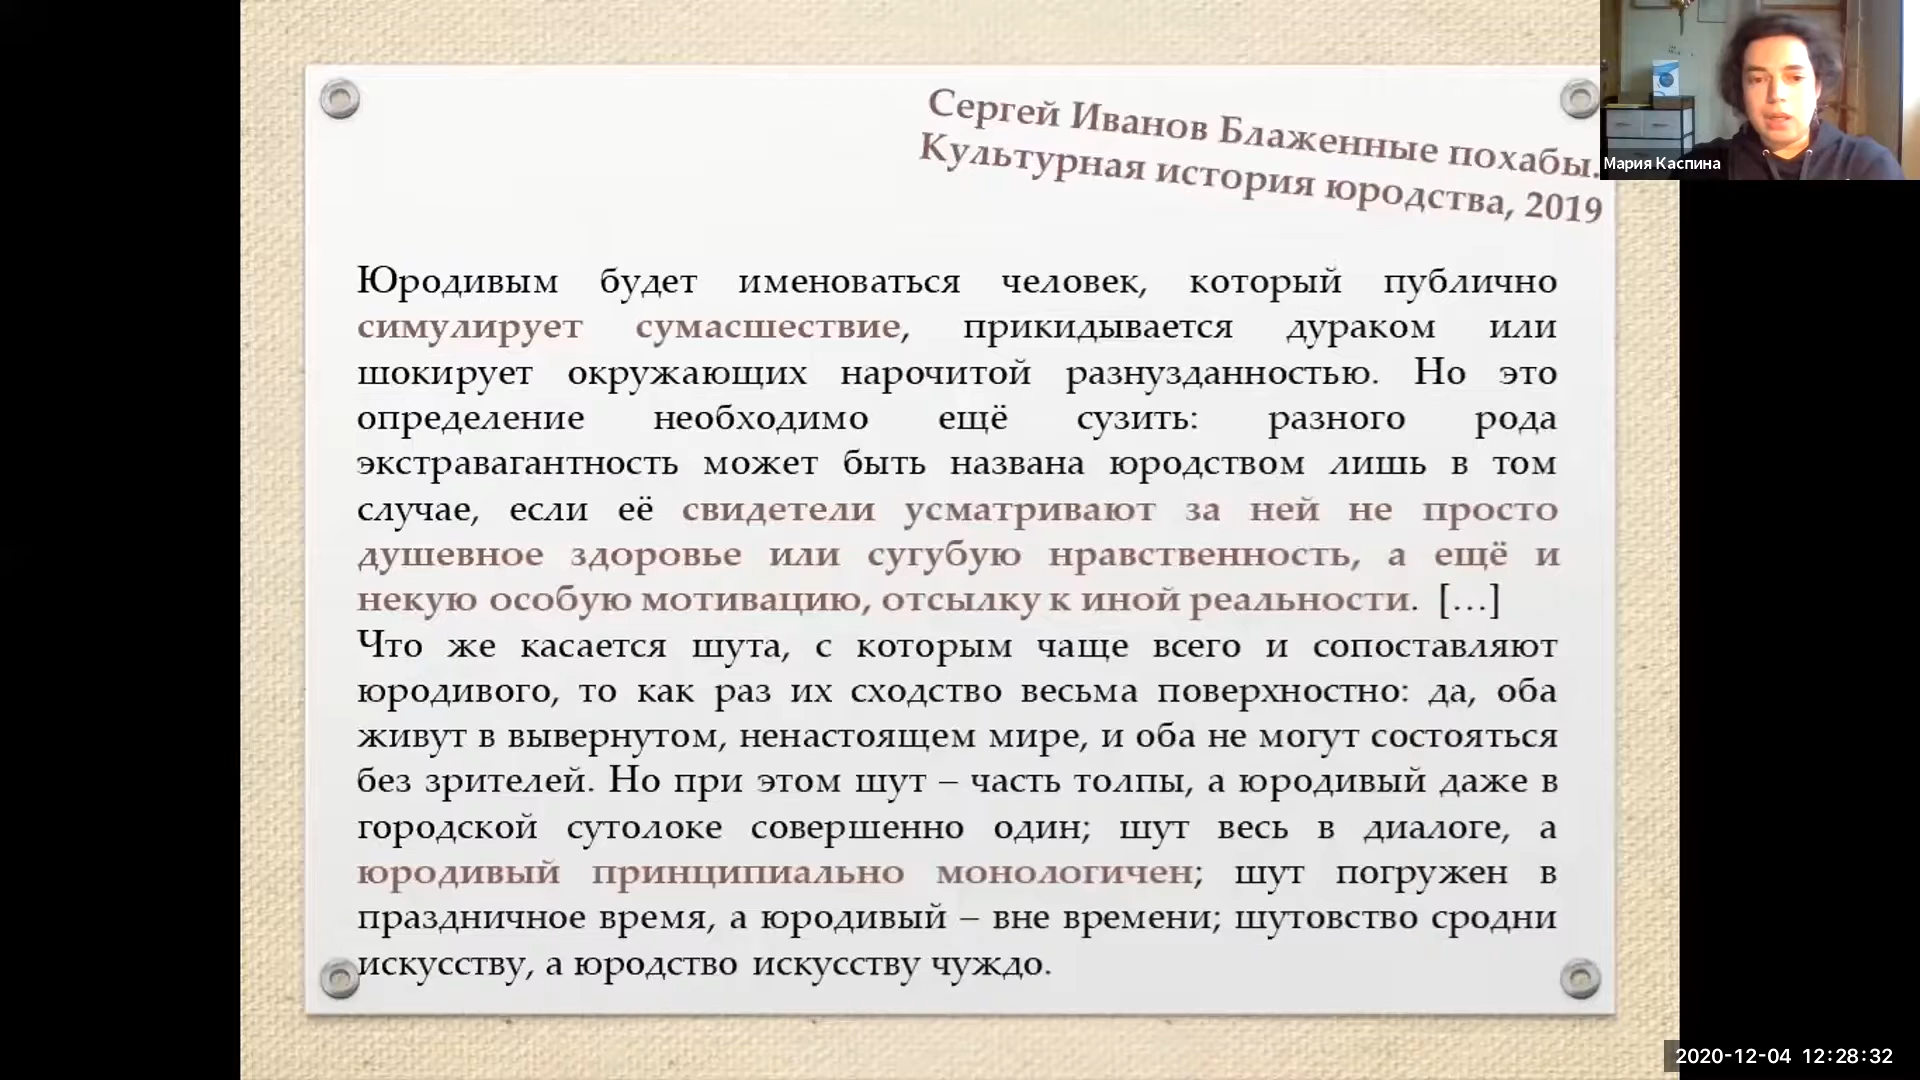 Сергей Иванов Блаженные похабы.
Культурная история юродства, 2019
Мария Каспина
Юродивым будет именоваться человек, который публично
симулирует сумасшествие, прикидывается дураком или
шокирует окружающих нарочитой разнузданностью. Но это
определение необходимо ещё сузить: разного рода
экстравагантность может быть названа юродством лишь в том
случае, если её свидетели усматривают за ней не просто
душевное здоровье или сугубую нравственность, а ещё и
некую особую мотивацию, отсылку к иной реальности. […]
Что же касается шута, с которым чаще всего и сопоставляют
юродивого, то как раз их сходство весьма поверхностно: да, оба
живут в вывернутом, ненастоящем мире, и оба не могут состояться
без зрителей. Но при этом шут – часть толпы, а юродивый даже в
городской сутолоке совершенно один; шут весь в диалоге, а
юродивый принципиально монологичен; шут погружен в
праздничное время, а юродивый – вне времени; шутовство сродни
искусству, а юродство искусству чуждо.
2020-12-04 12:28:32